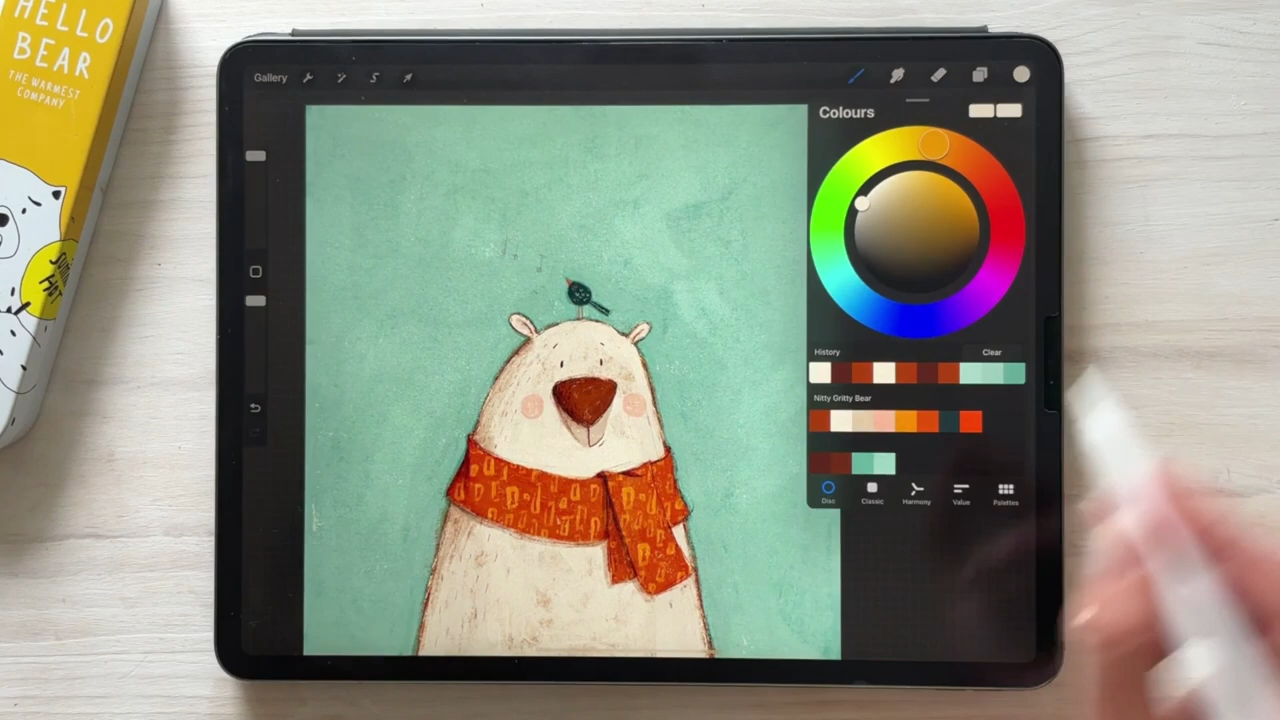 HELLO
BEAR
THE WARMEST
COMPANY
Gallery
Colours
History
Clear
Nitty Gritty Bear
Disc
Classic
Harmony
Value
Palettes